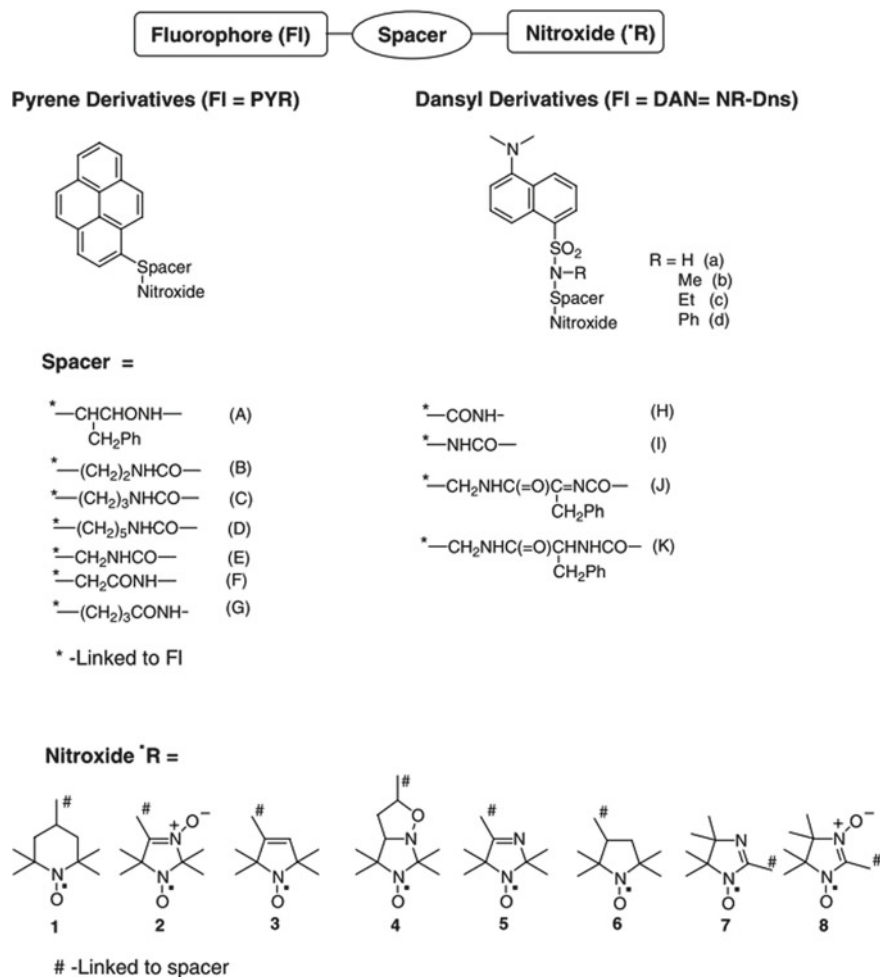 Fluorophore (Fl) Spacer Nitroxide (•R)
Pyrene Derivatives (Fl = PYR)
Dansyl Derivatives (Fl = DAN= NR-Dns)
Spacer
Nitroxide
N
SO2
N—R
Spacer
Nitroxide
R = H (a)
Me (b)
Et (c)
Ph (d)
Spacer =
*—CHCHONH— (A)
CH2Ph
*—(CH2)2NHCO— (B)
*—(CH2)3NHCO— (C)
*—(CH2)5NHCO— (D)
*—CH2NHCO— (E)
*—CH2CONH— (F)
*—(CH2)3CONH- (G)
*—CONH- (H)
*—NHCO— (I)
*—CH2NHC(=O)C=NCO— (J)
CH2Ph
*—CH2NHC(=O)CHNHCO— (K)
CH2Ph
* -Linked to Fl
Nitroxide •R =
# N O• 1
# N+ O− N O• 2
# N O• 3
# O N N O• 4
# N N O• 5
# N O• 6
N N # O• 7
N+ O− N # O• 8
# -Linked to spacer